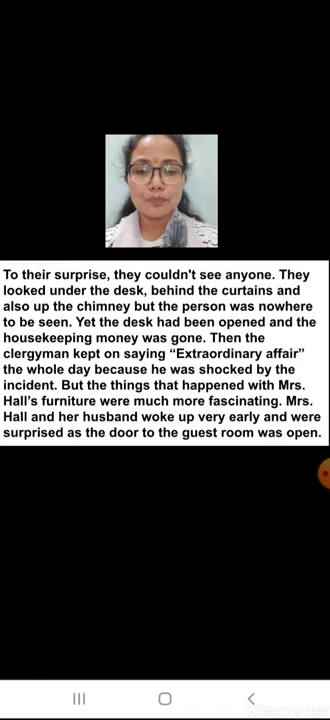 To their surprise, they couldn't see anyone. They
looked under the desk, behind the curtains and
also up the chimney but the person was nowhere
to be seen. Yet the desk had been opened and the
housekeeping money was gone. Then the
clergyman kept on saying “Extraordinary affair”
the whole day because he was shocked by the
incident. But the things that happened with Mrs.
Hall’s furniture were much more fascinating. Mrs.
Hall and her husband woke up very early and were
surprised as the door to the guest room was open.